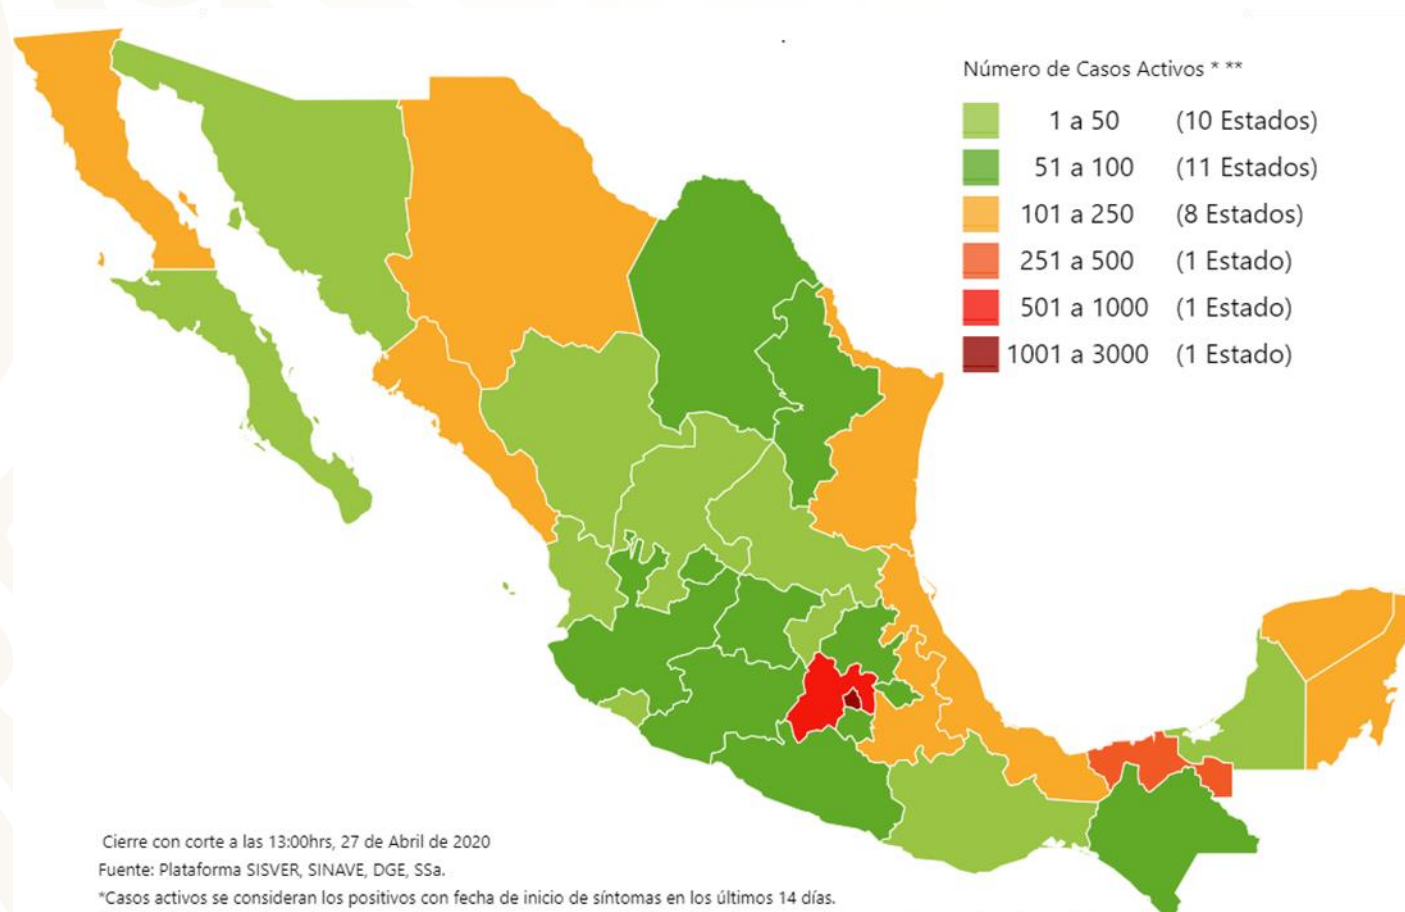 Número de Casos Activos * **
1 a 50 (10 Estados)
51 a 100 (11 Estados)
101 a 250 (8 Estados)
251 a 500 (1 Estado)
501 a 1000 (1 Estado)
1001 a 3000 (1 Estado)
Cierre con corte a las 13:00hrs, 27 de Abril de 2020
Fuente: Plataforma SISVER, SINAVE, DGE, SSa.
*Casos activos se consideran los positivos con fecha de inicio de síntomas en los últimos 14 días.